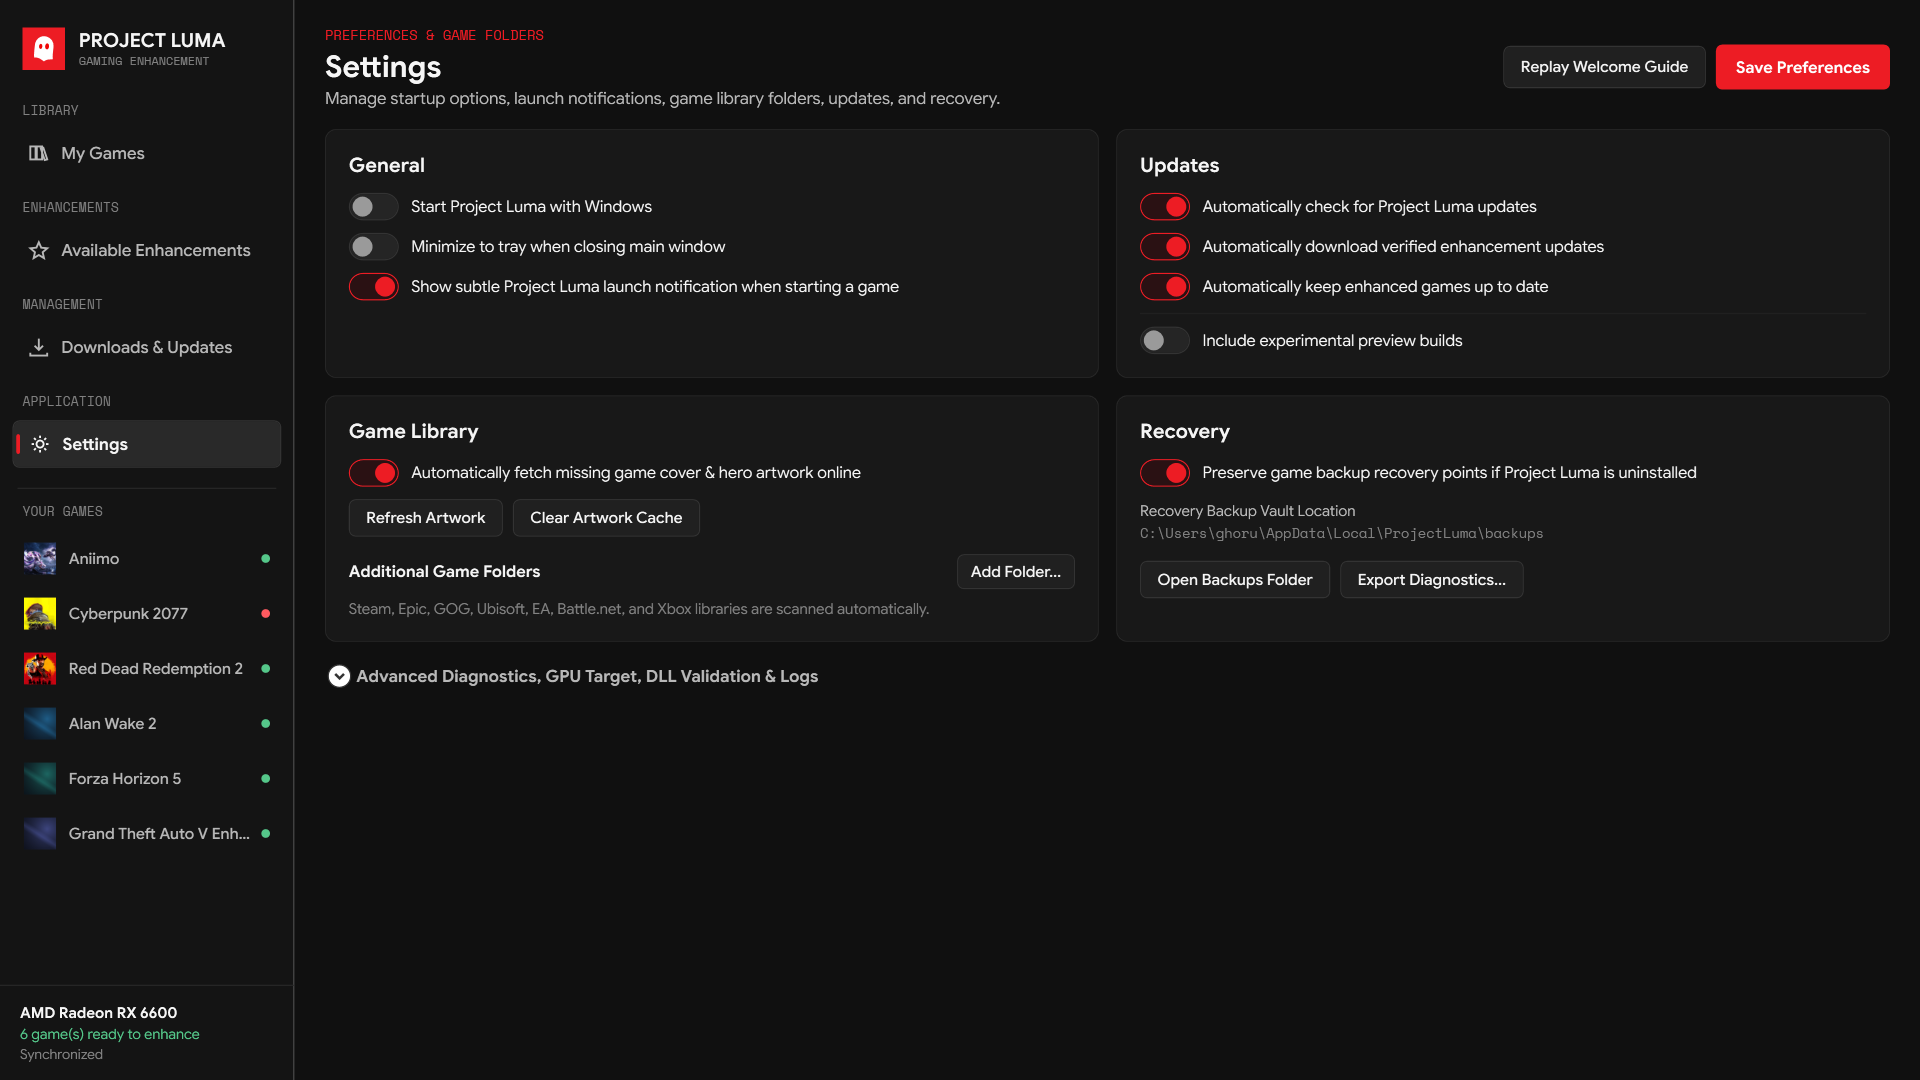 PROJECT LUMA
GAMING ENHANCEMENT
LIBRARY
My Games
ENHANCEMENTS
Available Enhancements
MANAGEMENT
Downloads & Updates
APPLICATION
Settings
YOUR GAMES
Aniimo
Cyberpunk 2077
Red Dead Redemption 2
Alan Wake 2
Forza Horizon 5
Grand Theft Auto V Enh...
AMD Radeon RX 6600
6 game(s) ready to enhance
Synchronized
PREFERENCES & GAME FOLDERS
Settings
Manage startup options, launch notifications, game library folders, updates, and recovery.
Replay Welcome Guide
Save Preferences
General
Start Project Luma with Windows
Minimize to tray when closing main window
Show subtle Project Luma launch notification when starting a game
Updates
Automatically check for Project Luma updates
Automatically download verified enhancement updates
Automatically keep enhanced games up to date
Include experimental preview builds
Game Library
Automatically fetch missing game cover & hero artwork online
Refresh Artwork
Clear Artwork Cache
Additional Game Folders
Add Folder...
Steam, Epic, GOG, Ubisoft, EA, Battle.net, and Xbox libraries are scanned automatically.
Recovery
Preserve game backup recovery points if Project Luma is uninstalled
Recovery Backup Vault Location
C:\Users\ghoru\AppData\Local\ProjectLuma\backups
Open Backups Folder
Export Diagnostics...
Advanced Diagnostics, GPU Target, DLL Validation & Logs